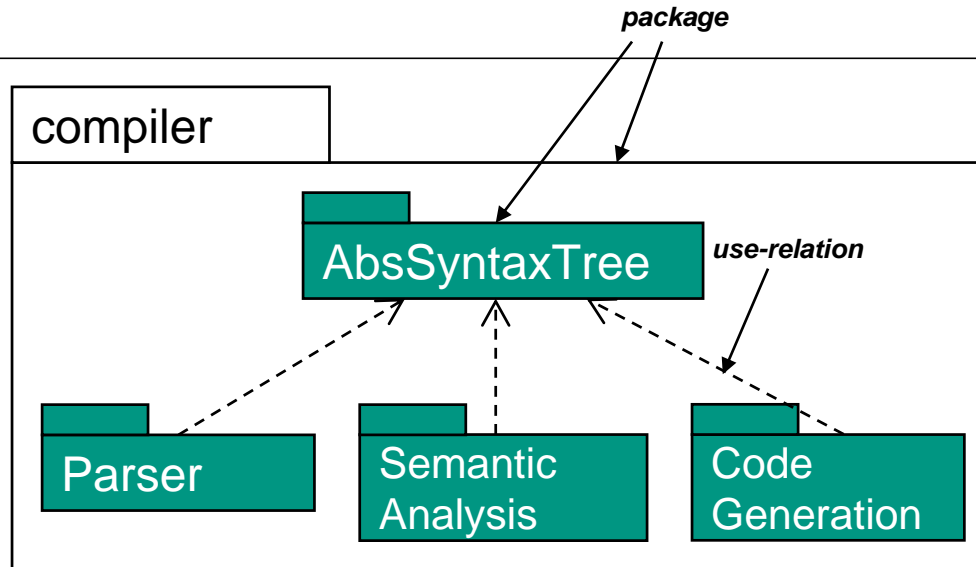 package
compiler
AbsSyntaxTree
use-relation
Parser
Semantic
Analysis
Code
Generation